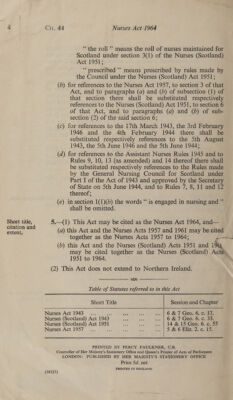 4 CH. 44 Nurses Act 1964
" the roll " means the roll of nurses maintained for
Scotland under section 3(1) of the Nurses (Scotland)
Act 1951 ;
" prescribed " means prescribed by rules made by
the Council under the Nurses (Scotland) Act 1951 ;
(b) for references to the Nurses Act 1957, to section 3 of that
Act, and to paragraphs (a) and (b) of subsection (1) of
that section there shall be substituted respectively
references to the Nurses (Scotland) Act 1951, to section 6
of that Act, and to paragraphs (a) and (b) of sub-
section (2) of the said section 6 ;
(c) for references to the 17th March 1943, the 3rd February
1946 and the 4th February 1944 there shall be
substituted respectively references to the 3rd August
1943, the 5th June 1946 and the 5th June 1944 ;
(d) for references to the Assistant Nurses Rules 1945 and to
Rules 9, 10, 13 (as amended) and 14 thereof there shall
be substituted respectively references to the Rules made
by the General Nursing Council for Scotland under
Part I of the Act of 1943 and approved by the Secretary
of State on 5th June 1944, and to Rules 7, 8, 11 and 12
thereof ;
(e) in section 1(1)(b) the words " is engaged in nursing and "
shall be omitted.
Short title,
citation and
extent.
5.—(1) This Act may be cited as the Nurses Act 1964, and—
(a) this Act and the Nurses Acts 1957 and 1961 may be cited
together as the Nurses Acts 1957 to 1964 ;
(b) this Act and the Nurses (Scotland) Acts 1951 and 1961
may be cited together as the Nurses (Scotland) Acts
1951 to 1964.
(2) This Act does not extend to Northern Ireland.
Table of Statutes referred to in this Act
Short Title Session and Chapter
Nurses Act 1943 ... 6 & 7 Geo. 6. c. 17.
Nurses (Scotland) Act 1943 ... 6 & 7 Geo. 6. c. 33.
Nurses (Scotland) Act 1951 ... 14 & 15 Geo. 6. c. 55
Nurses Act 1957 ... 5 & 6 Eliz. 2. c. 15.
PRINTED BY PERCY FAULKNER, C.B.
Controller of Her Majesty's Stationery Office and Queen's Printer of Acts of Parliament
LONDON: PUBLISHED BY HER MAJESTY'S STATIONERY OFFICE
PRINTED IN ENGLAND